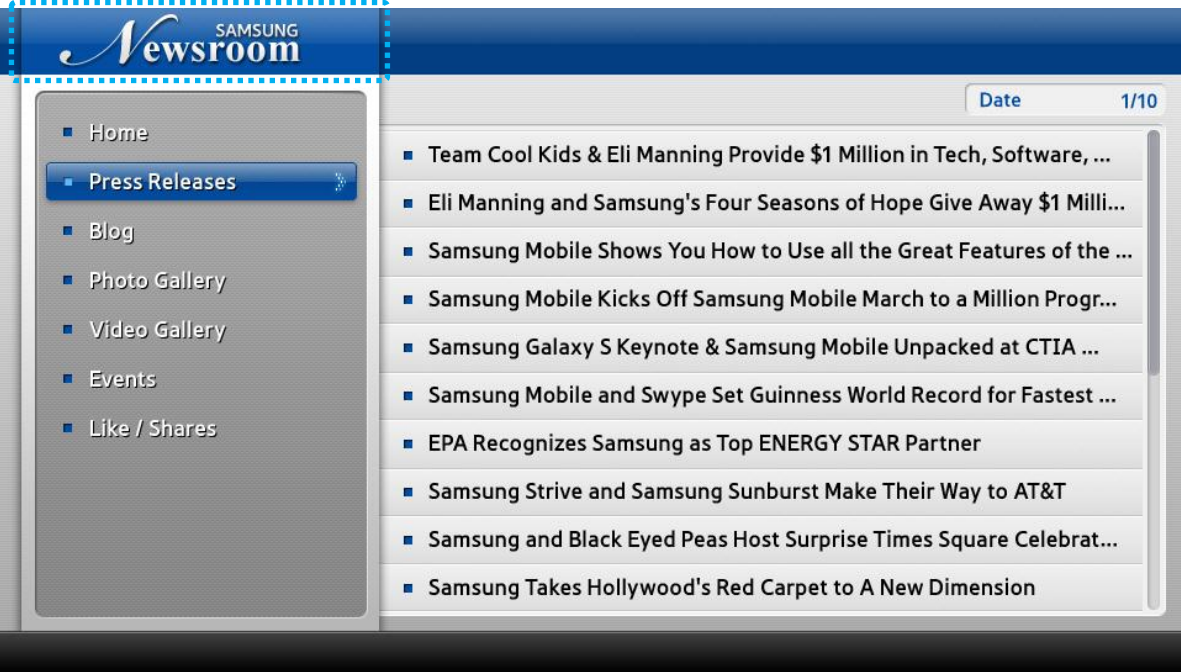 SAMSUNG
Newsroom
Home
Press Releases
Blog
Photo Gallery
Video Gallery
Events
Like / Shares
Date 1/10
Team Cool Kids & Eli Manning Provide $1 Million in Tech, Software, ...
Eli Manning and Samsung's Four Seasons of Hope Give Away $1 Milli...
Samsung Mobile Shows You How to Use all the Great Features of the ...
Samsung Mobile Kicks Off Samsung Mobile March to a Million Progr...
Samsung Galaxy S Keynote & Samsung Mobile Unpacked at CTIA ...
Samsung Mobile and Swype Set Guinness World Record for Fastest ...
EPA Recognizes Samsung as Top ENERGY STAR Partner
Samsung Strive and Samsung Sunburst Make Their Way to AT&T
Samsung and Black Eyed Peas Host Surprise Times Square Celebrat...
Samsung Takes Hollywood's Red Carpet to A New Dimension